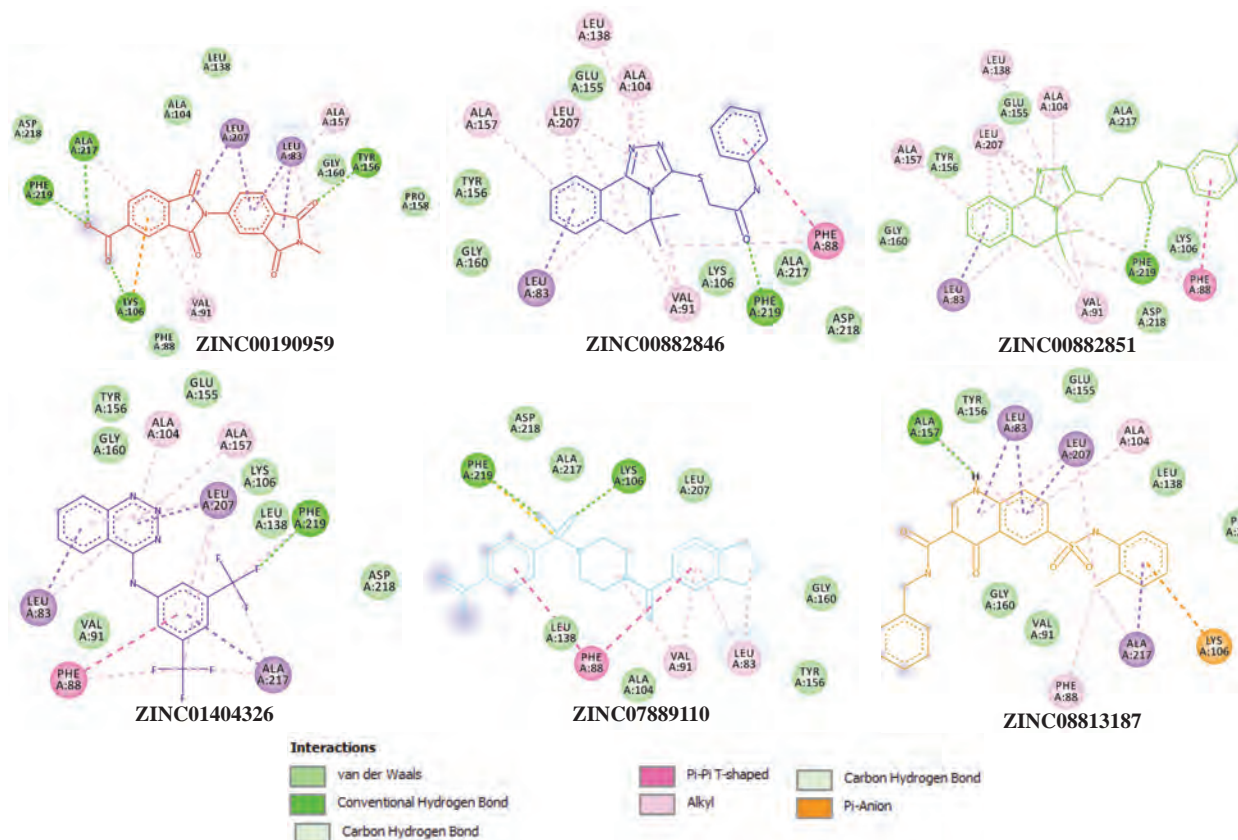 LEU
A:138
ALA
A:104
ASP
A:218
ALA
A:217
PHE
A:219
LEU
A:207
LEU
A:83
ALA
A:157
GLY
A:160
TYR
A:156
PRO
A:158
LYS
A:106
VAL
A:91
PHE
A:88
ZINC00190959
LEU
A:138
GLU
A:155
ALA
A:104
ALA
A:157
LEU
A:207
TYR
A:156
GLY
A:160
LEU
A:83
N
N
N
S
N
O
PHE
A:88
LYS
A:106
ALA
A:217
VAL
A:91
PHE
A:219
ASP
A:218
ZINC00882846
LEU
A:138
GLU
A:155
ALA
A:104
ALA
A:217
LEU
A:207
ALA
A:157
TYR
A:156
GLY
A:160
LEU
A:83
LYS
A:106
PHE
A:219
PHE
A:88
VAL
A:91
ASP
A:218
ZINC00882851
GLU
A:155
TYR
A:156
ALA
A:104
GLY
A:160
ALA
A:157
LYS
A:106
LEU
A:207
LEU
A:138
PHE
A:219
N
N
N
N
F
F
F
F
F
F
ASP
A:218
LEU
A:83
VAL
A:91
PHE
A:88
ALA
A:217
ZINC01404326
ASP
A:218
PHE
A:219
ALA
A:217
LYS
A:106
LEU
A:207
GLY
A:160
LEU
A:138
PHE
A:88
VAL
A:91
LEU
A:83
ALA
A:104
TYR
A:156
ZINC07889110
GLU
A:155
TYR
A:156
LEU
A:83
ALA
A:157
LEU
A:207
ALA
A:104
LEU
A:138
H
N
O
N
O
S
O
O
N
GLY
A:160
VAL
A:91
ALA
A:217
LYS
A:106
PHE
A:88
ZINC08813187
Interactions
van der Waals
Conventional Hydrogen Bond
Carbon Hydrogen Bond
Pi-Pi T-shaped
Alkyl
Carbon Hydrogen Bond
Pi-Anion